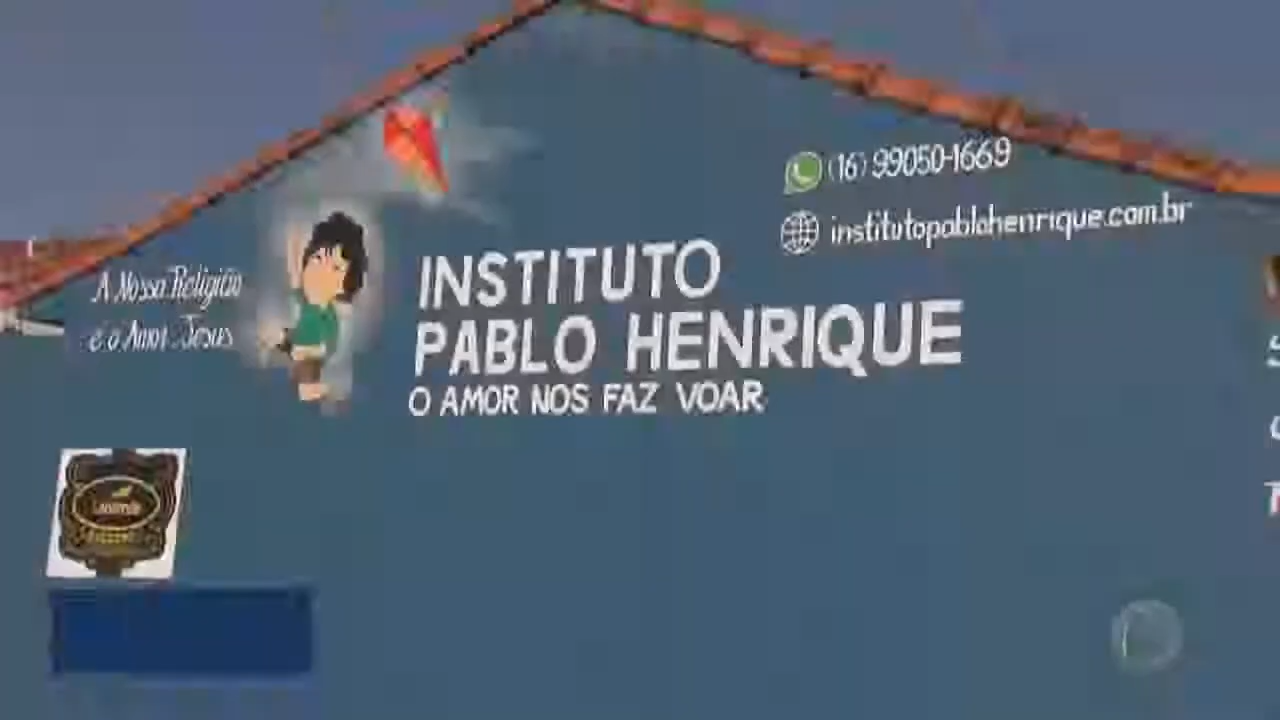 (16) 99050-1669
institutopablohenrique.com.br
A Nossa Religião
é o Amor Jesus
INSTITUTO
PABLO HENRIQUE
O AMOR NOS FAZ VOAR